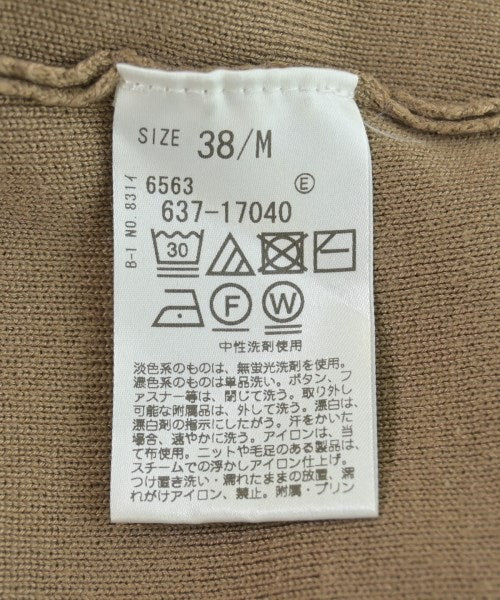 SIZE 38/M
6563 Ⓔ
637-17040
B-1 NO.8314
30
F W
中性洗剤使用
淡色系のものは、無蛍光洗剤を使用。
濃色系のものは単品洗い。ボタン、フ
ァスナー等は、閉じて洗う。取り外し
可能な附属品は、外して洗う。漂白は、
漂白剤の指示にしたがう。汗をかいた
場合、速やかに洗う。アイロンは、当
て布使用。ニットや毛足のある製品は、
スチームでの浮かしアイロン仕上げ。
つけ置き洗い・濡れたままの放置、濡
れがけアイロン、禁止。附属・プリン